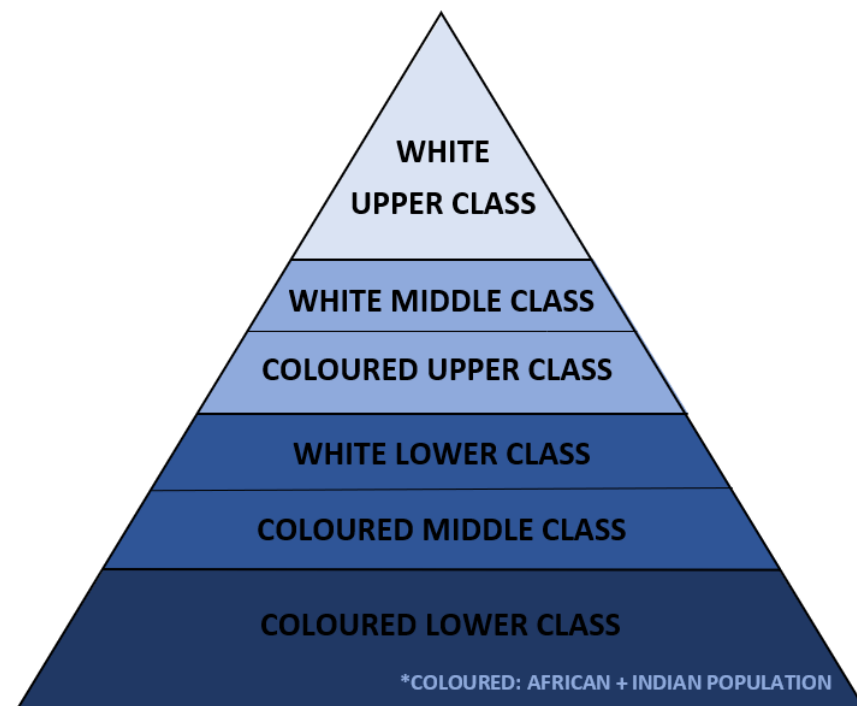 WHITE
UPPER CLASS
WHITE MIDDLE CLASS
COLOURED UPPER CLASS
WHITE LOWER CLASS
COLOURED MIDDLE CLASS
COLOURED LOWER CLASS
*COLOURED: AFRICAN + INDIAN POPULATION